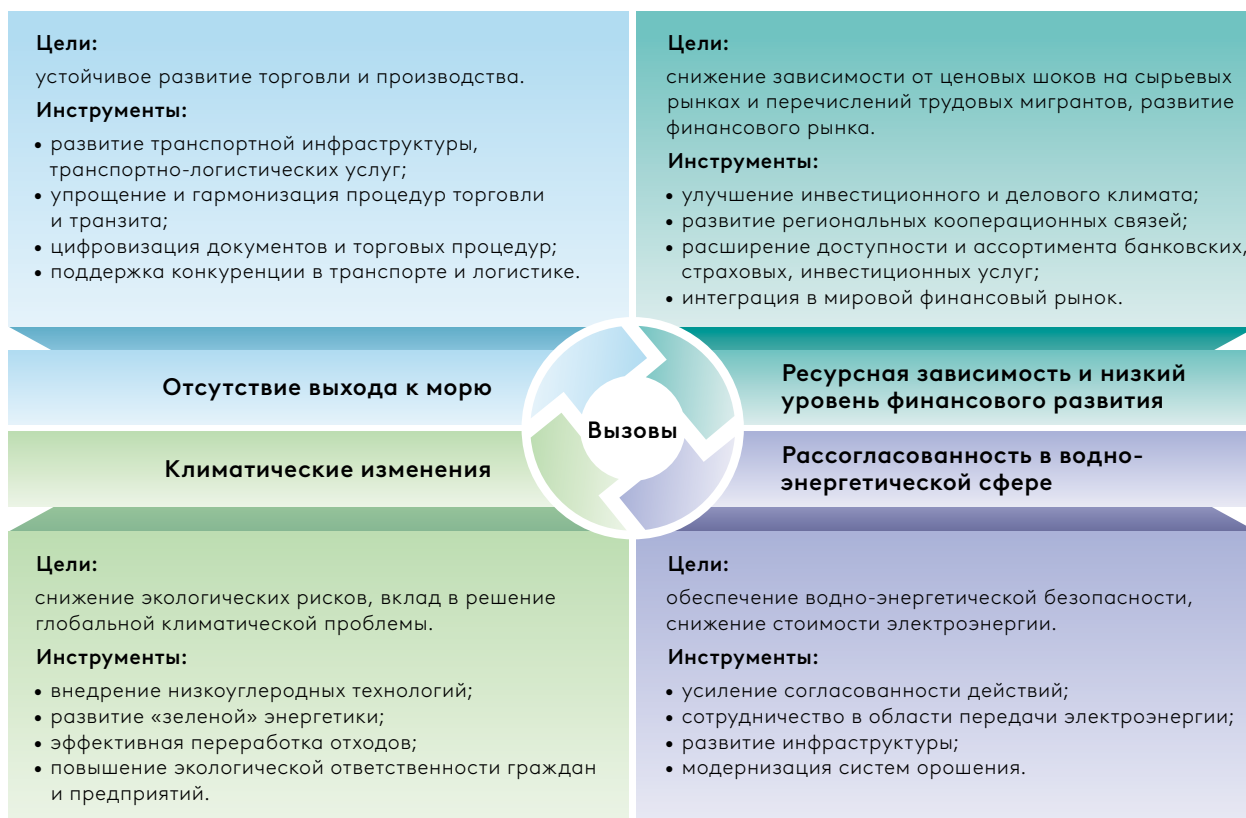 Цели:
устойчивое развитие торговли и производства.
Инструменты:
• развитие транспортной инфраструктуры,
транспортно-логистических услуг;
• упрощение и гармонизация процедур торговли
и транзита;
• цифровизация документов и торговых процедур;
• поддержка конкуренции в транспорте и логистике.
Цели:
снижение зависимости от ценовых шоков на сырьевых
рынках и перечислений трудовых мигрантов, развитие
финансового рынка.
Инструменты:
• улучшение инвестиционного и делового климата;
• развитие региональных кооперационных связей;
• расширение доступности и ассортимента банковских,
страховых, инвестиционных услуг;
• интеграция в мировой финансовый рынок.
Отсутствие выхода к морю
Ресурсная зависимость и низкий
уровень финансового развития
Вызовы
Климатические изменения
Рассогласованность в водно-
энергетической сфере
Цели:
снижение экологических рисков, вклад в решение
глобальной климатической проблемы.
Инструменты:
• внедрение низкоуглеродных технологий;
• развитие «зеленой» энергетики;
• эффективная переработка отходов;
• повышение экологической ответственности граждан
и предприятий.
Цели:
обеспечение водно-энергетической безопасности,
снижение стоимости электроэнергии.
Инструменты:
• усиление согласованности действий;
• сотрудничество в области передачи электроэнергии;
• развитие инфраструктуры;
• модернизация систем орошения.